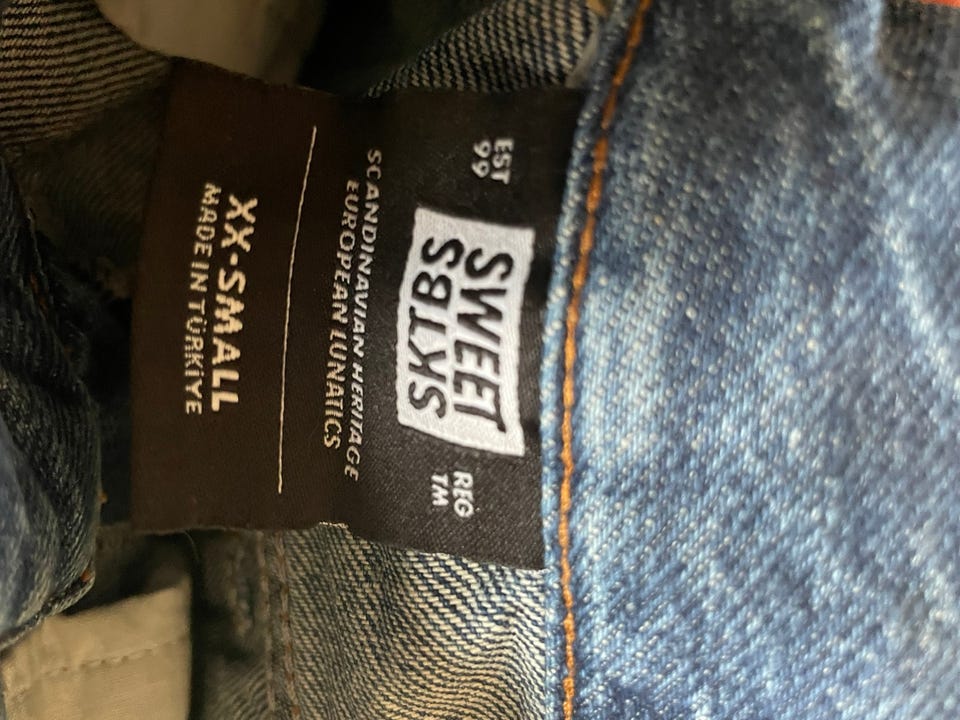 EST
99
SWEET
SKTBS
REG
TM
SCANDINAVIAN HERITAGE
EUROPEAN LUNATICS
XX-SMALL
MADE IN TÜRKIYE